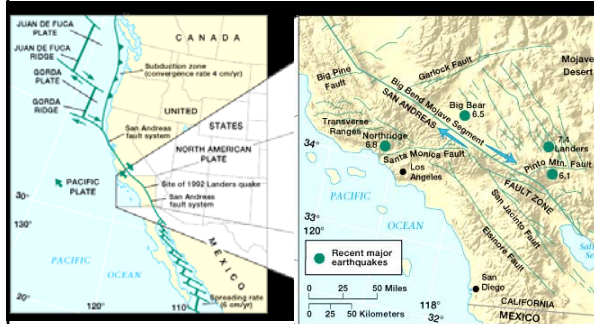 JUAN DE FUCA
PLATE
JUAN DE FUCA
RIDGE
GORDA
PLATE
GORDA
RIDGE
CANADA
Subduction zone
(convergence rate 4 cm/yr)
UNITED
STATES
San Andreas
fault system
NORTH AMERICAN
PLATE
PACIFIC
PLATE
Site of 1992 Landers quake
San Andreas
fault system
30°
130°
MEXICO
PACIFIC
OCEAN
20°
120°
110°
Spreading rate
(6 cm/yr)
Mojave
Desert
Garlock Fault
Big Pine
Fault
Big Bend Mojave Segment
SAN ANDREAS
Big Bear
6.5
Transverse
Ranges
Northridge
6.8
7.4
Landers
34°
Santa Monica Fault
Pinto Mtn. Fault
6.1
Los
Angeles
FAULT ZONE
PACIFIC
OCEAN
San Jacinto Fault
Elsinore Fault
33°
120°
Recent major
earthquakes
0 25 50 Miles
0 25 50 Kilometers
San
Diego
118°
32°
CALIFORNIA
MEXICO